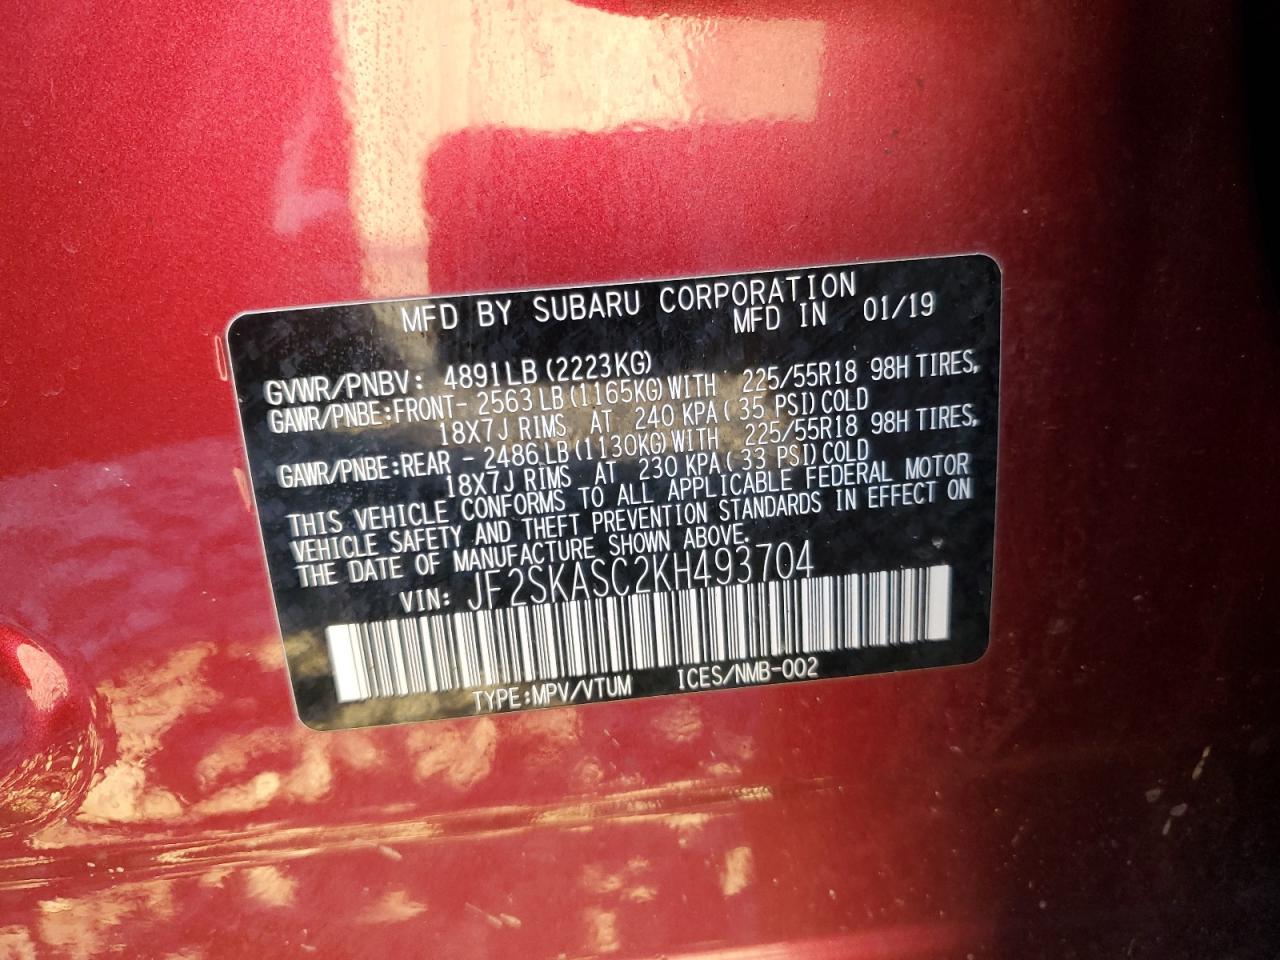 MFD BY SUBARU CORPORATION
MFD IN 01/19
GVWR/PNBV: 4891LB (2223KG)
GAWR/PNBE:FRONT- 2563LB(1165KG)WITH 225/55R18 98H TIRES,
18X7J RIMS AT 240 KPA( 35 PSI)COLD
GAWR/PNBE:REAR - 2486LB(1130KG)WITH 225/55R18 98H TIRES,
18X7J RIMS AT 230 KPA( 33 PSI)COLD
THIS VEHICLE CONFORMS TO ALL APPLICABLE FEDERAL MOTOR
VEHICLE SAFETY AND THEFT PREVENTION STANDARDS IN EFFECT ON
THE DATE OF MANUFACTURE SHOWN ABOVE.
VIN: JF2SKASC2KH493704
TYPE:MPV/VTUM ICES/NMB-002